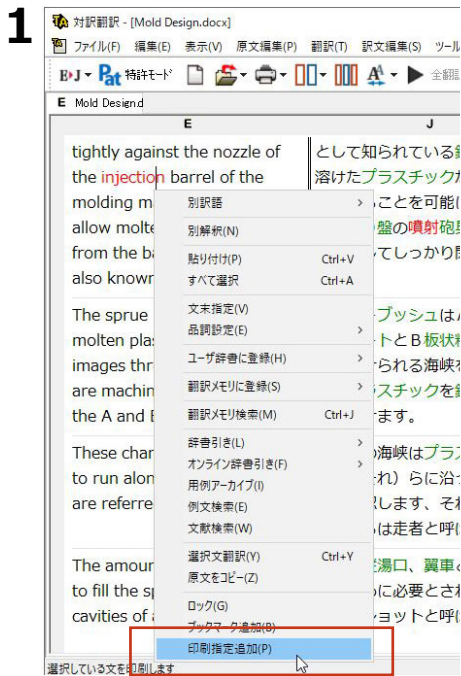 1
対訳翻訳 - [Mold Design.docx]
ファイル(F) 編集(E) 表示(V) 原文編集(P) 翻訳(T) 訳文編集(S) ツール
E›J Pat 特許モード 全翻
E Mold Design.d
E J
tightly against the nozzle of
として知られている
the injection barrel of the
溶けたプラスチックが
molding m
別訳語
ことを可能に
allow molte
別解釈(N)
盤の噴射砲
from the ba
貼り付け(P) Ctrl+V
てしっかり
also known
すべて選択 Ctrl+A
文末指定(V)
The sprue
品詞設定(E)
ブッシュは
molten plas
トとB板状
images thr
ユーザ辞書に登録(H)
られる海峡を
are machin
翻訳メモリに登録(S)
スチックを
the A and
翻訳メモリ検索(M) Ctrl+J
ます。
辞書引き(L)
These char
海峡はプラス
オンライン辞書引き(F)
to run alon
れ）らに沿っ
用例アーカイブ(I)
are referre
します、それ
例文検索(E)
は走者と呼
文献検索(W)
The amour
選択文翻訳(Y) Ctrl+Y
湯口、翼車と
to fill the sp
原文をコピー(Z)
に必要とさ
cavities of
ロック(G)
ショットと呼
ブックマーク追加(B)
印刷指定追加(P)
選択している文を印刷します